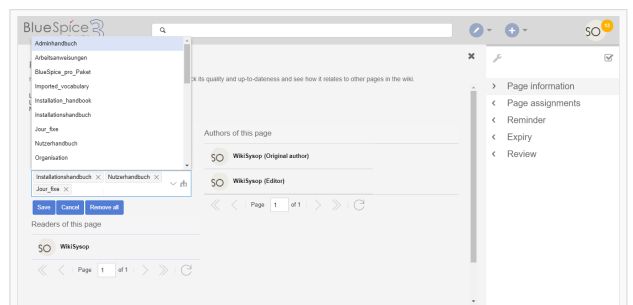 BlueSpice 3
SO
10
Adminhandbuch
Arbeitsanweisungen
BlueSpice_pro_Paket
Imported_vocabulary
Installation_handbook
Installationshandbuch
Jour_fixe
Nutzerhandbuch
Organisation
ck its quality and up-to-dateness and see how it relates to other pages in the wiki.
Installationshandbuch × Nutzerhandbuch ×
Jour_fixe ×
Save Cancel Remove all
Readers of this page
SO WikiSysop
Page 1 of 1
Authors of this page
SO WikiSysop (Original author)
SO WikiSysop (Editor)
Page 1 of 1
Page information
Page assignments
Reminder
Expiry
Review